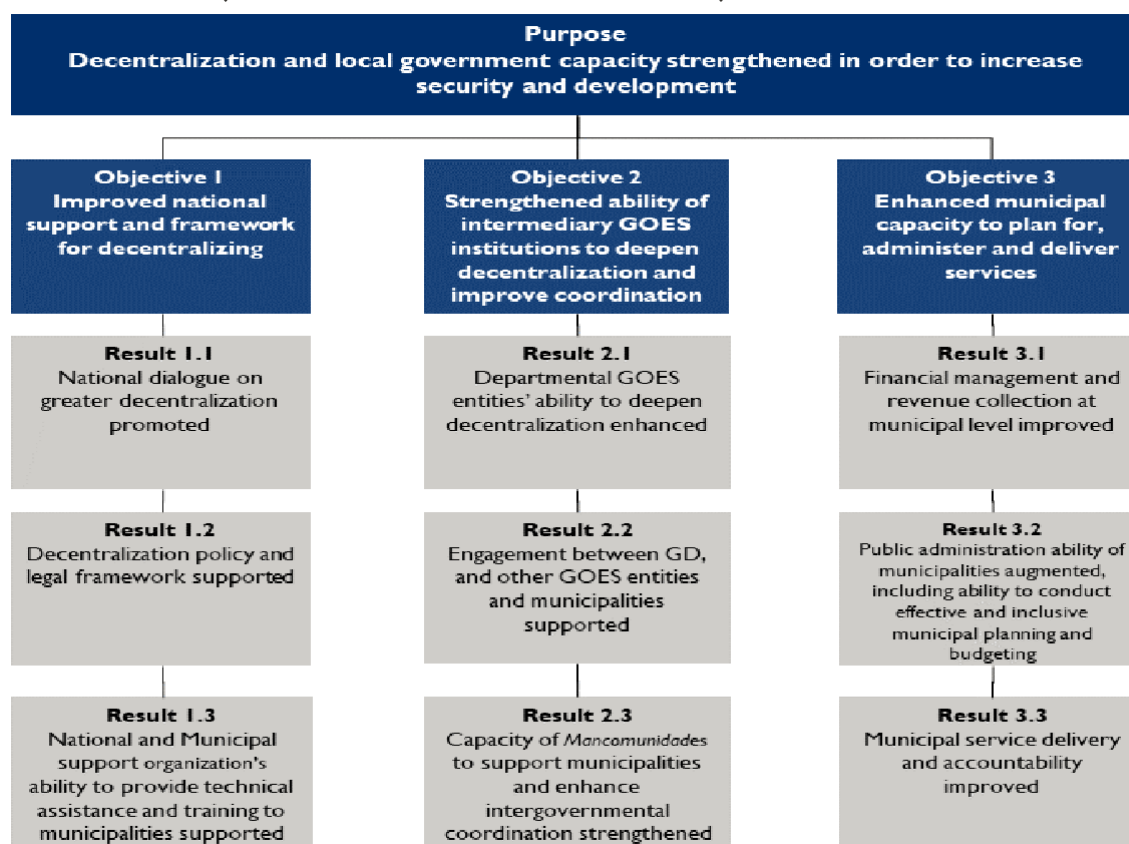 Purpose
Decentralization and local government capacity strengthened in order to increase
security and development
Objective 1
Improved national
support and framework
for decentralizing
Objective 2
Strengthened ability of
intermediary GOES
institutions to deepen
decentralization and
improve coordination
Objective 3
Enhanced municipal
capacity to plan for,
administer and deliver
services
Result 1.1
National dialogue on
greater decentralization
promoted
Result 2.1
Departmental GOES
entities' ability to deepen
decentralization enhanced
Result 3.1
Financial management and
revenue collection at
municipal level improved
Result 1.2
Decentralization policy and
legal framework supported
Result 2.2
Engagement between GD,
and other GOES entities
and municipalities
supported
Result 3.2
Public administration ability of
municipalities augmented,
including ability to conduct
effective and inclusive
municipal planning and
budgeting
Result 1.3
National and Municipal
support organization's
ability to provide technical
assistance and training to
municipalities supported
Result 2.3
Capacity of Mancomunidades
to support municipalities
and enhance
intergovernmental
coordination strengthened
Result 3.3
Municipal service delivery
and accountability
improved